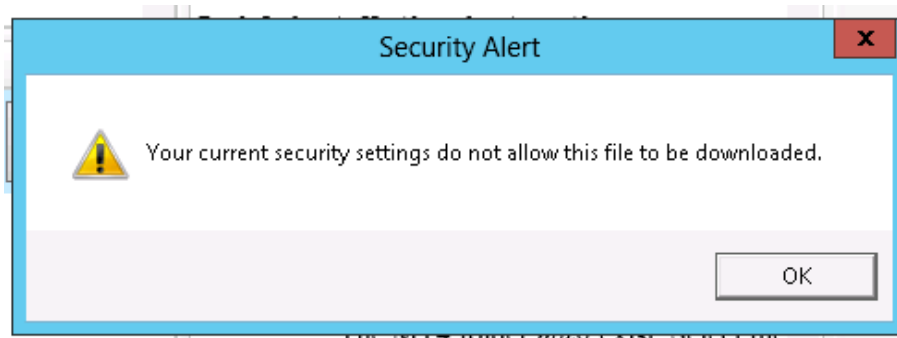 Security Alert
x
Your current security settings do not allow this file to be downloaded.
OK